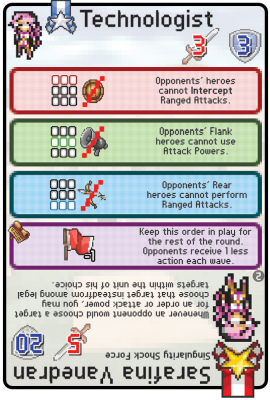 Technologist
3
3
Opponents' heroes
cannot Intercept
Ranged Attacks.
Opponents' Flank
heroes cannot use
Attack Powers.
Opponents' Rear
heroes cannot perform
Ranged Attacks.
Keep this order in play for
the rest of the round.
Opponents receive 1 less
action each wave.
2
Sarafina Vanedran
Singularity Shock Force
5
20
Whenever an opponent would choose a target
for an order or attack power, you may
choose that target instead from among legal
targets within the unit of his choice.